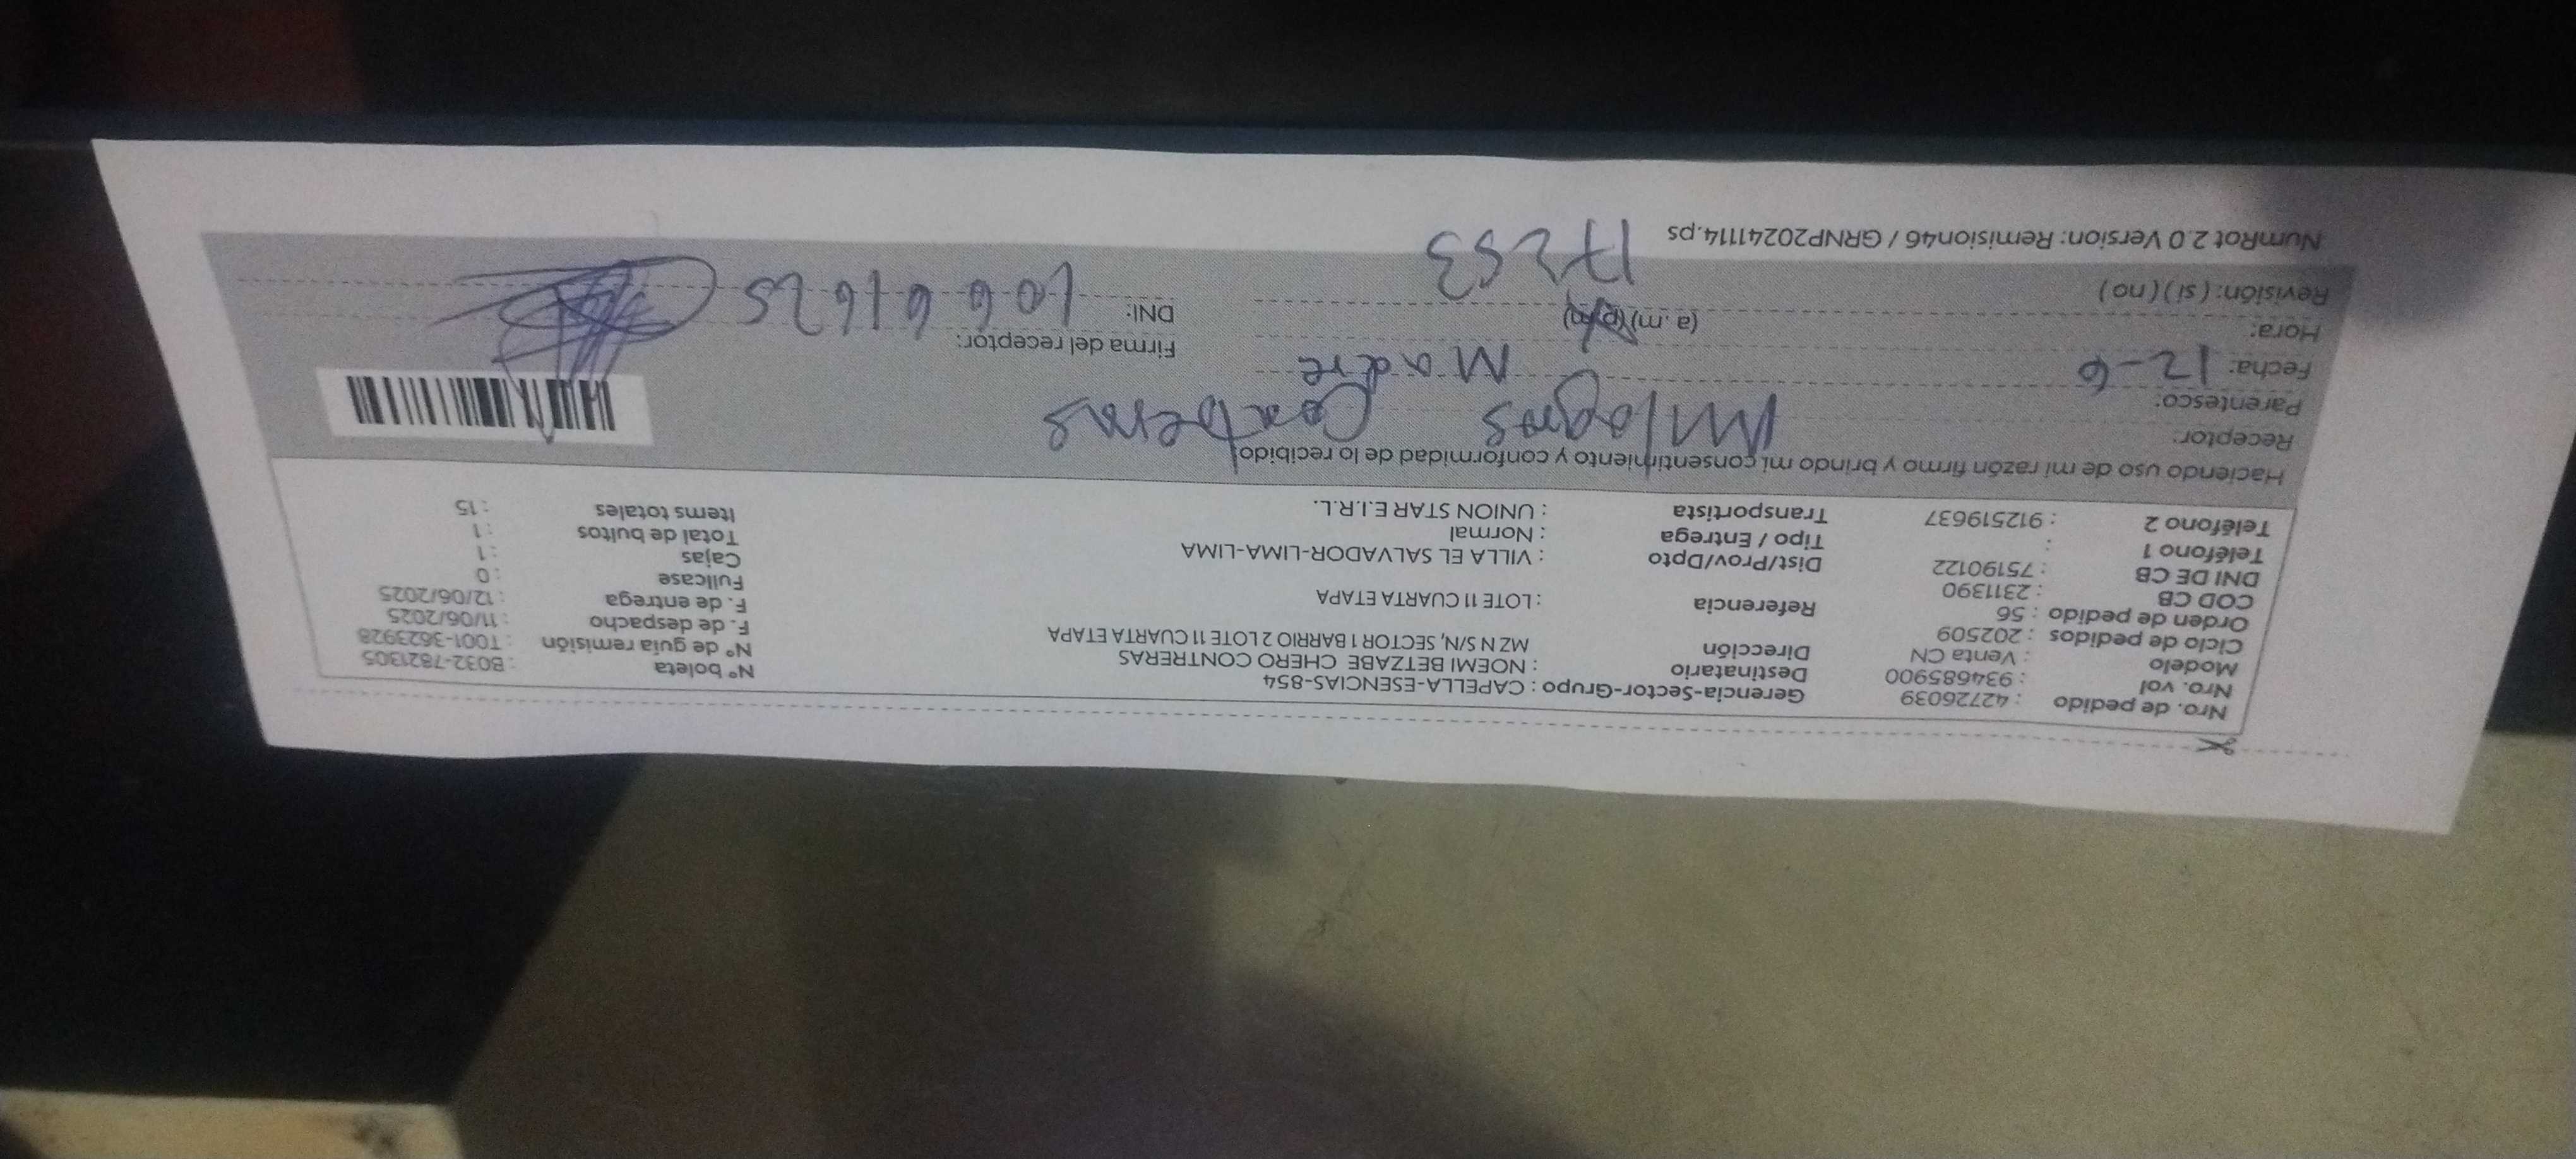 Nro. de pedido : 42726039 Gerencia-Sector-Grupo : CAPELLA-ESENCIAS-854 Nº boleta : B032-7821305
Nro. vol : 934685900 Destinatario : NOEMI BETZABE CHERO CONTRERAS Nº de guía remisión : T001-3623928
Modelo : Venta CN Dirección MZ N S/N, SECTOR 1 BARRIO 2 LOTE 11 CUARTA ETAPA F. de despacho : 11/06/2025
Ciclo de pedidos : 202509 F. de entrega : 12/06/2025
Orden de pedido : 56 Referencia : LOTE 11 CUARTA ETAPA Fullcase : 0
COD CB : 2311390 Cajas : 1
DNI DE CB : 75190122 Dist/Prov/Dpto : VILLA EL SALVADOR-LIMA-LIMA Total de bultos : 1
Teléfono 1 : Tipo / Entrega : Normal Items totales : 15
Teléfono 2 : 912519637 Transportista : UNION STAR E.I.R.L.
Haciendo uso de mi razón firmo y brindo mi consentimiento y conformidad de lo recibido
Receptor: Milagros
Parentesco: Madre
Fecha: 12-6 Firma del receptor:
Hora: (a.m) (p.m) DNI: 10661625
Revisión: (si) (no) 17253
NumRot 2.0 Version: Remision46 / GRNP20241114.ps